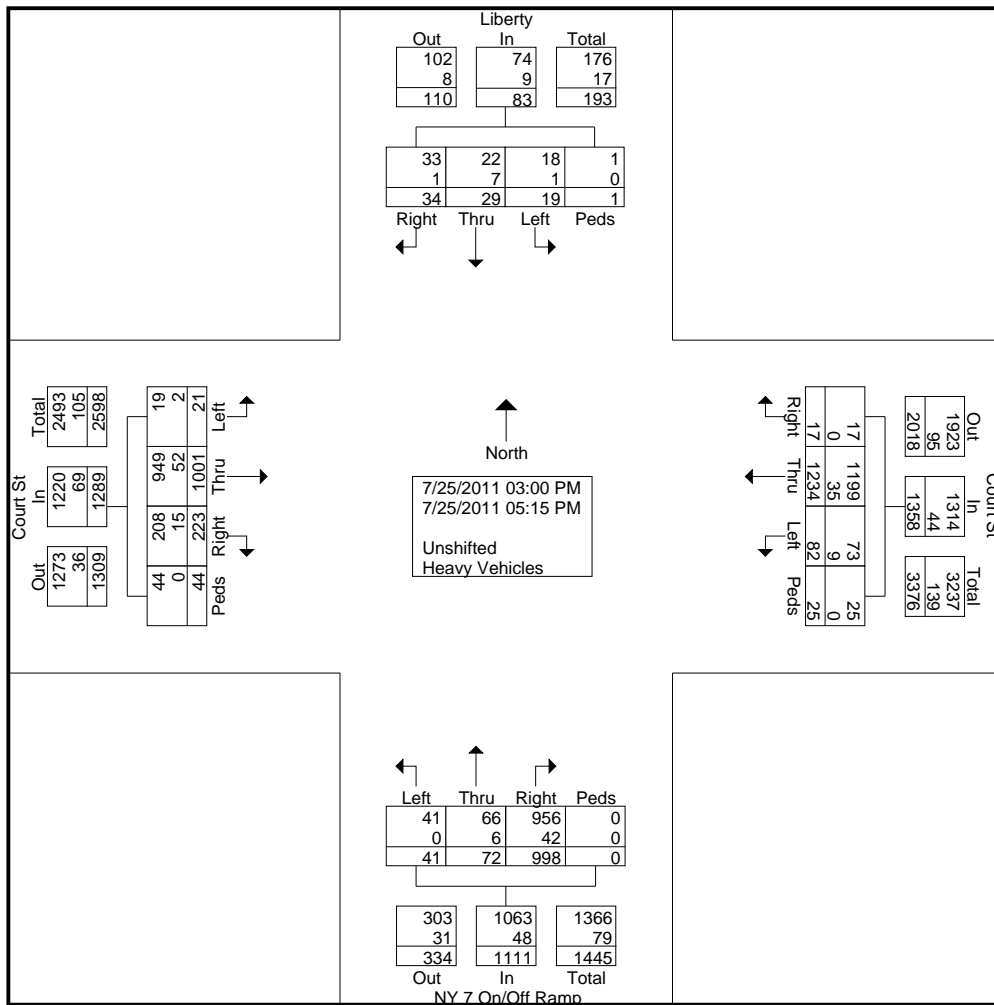 Liberty
Out In Total
102 74 176
8 9 17
110 83 193
33 22 18 1
1 7 1 0
34 29 19 1
Right Thru Left Peds
Court St
Total In Out
2493 1220 1273
105 69 36
2598 1289 1309
19 949 208 44
2 52 15 0
21 1001 223 44
Left Thru Right Peds
North
7/25/2011 03:00 PM
7/25/2011 05:15 PM
Unshifted
Heavy Vehicles
Right Thru Left Peds
17 1234 82 25
0 35 9 0
17 1199 73 25
2018 1358 3376
95 44 139
1923 1314 3237
Out In Total
Court St
Left Thru Right Peds
41 66 956 0
0 6 42 0
41 72 998 0
303 1063 1366
31 48 79
334 1111 1445
Out In Total
NY 7 On/Off Ramp